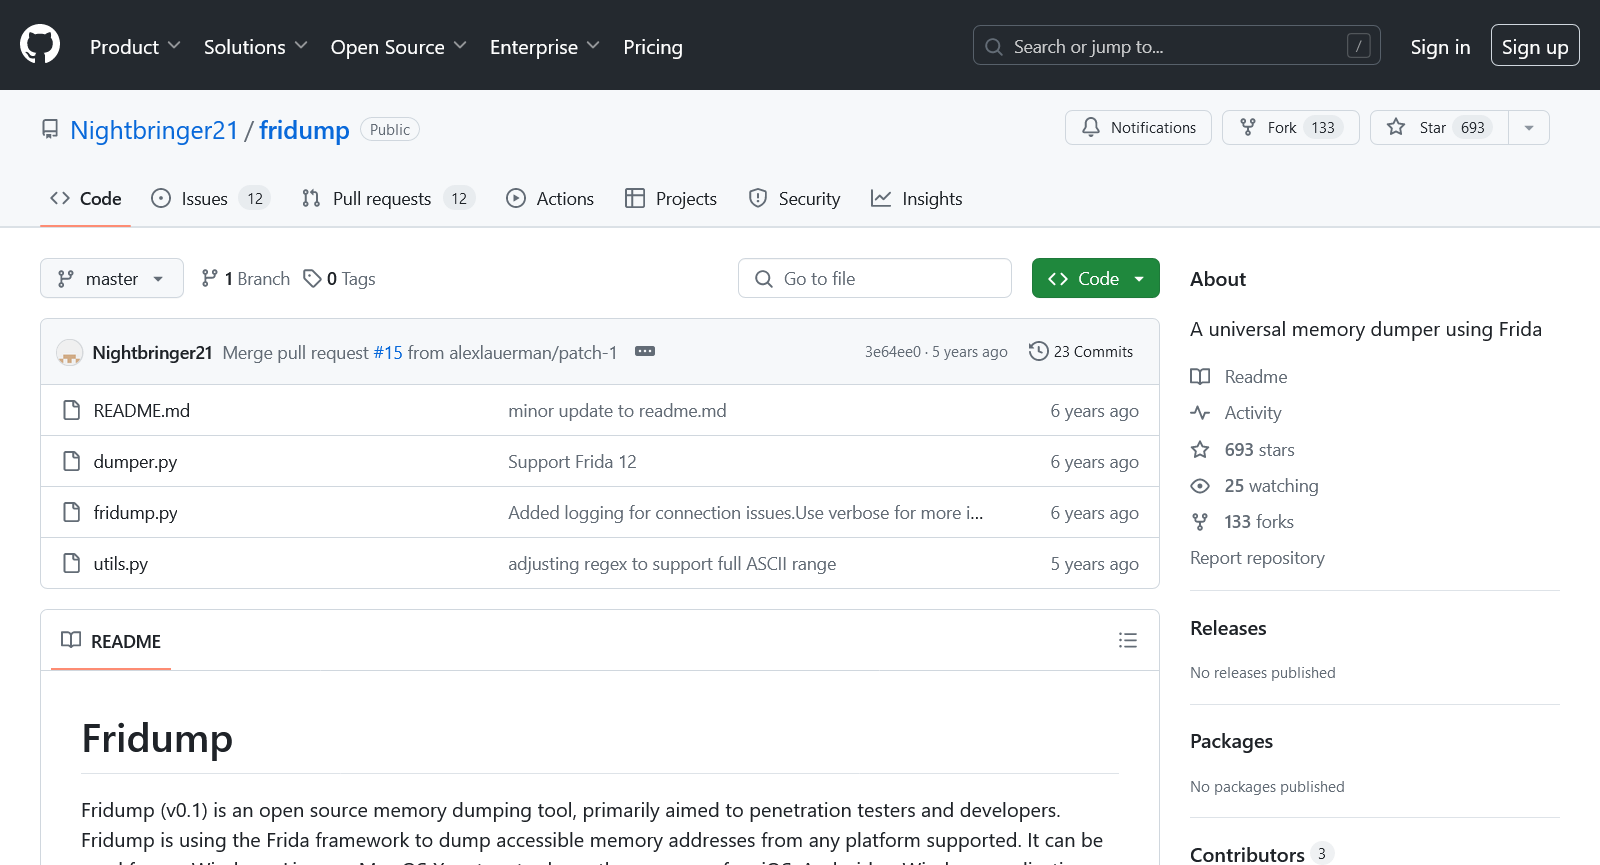 Product Solutions Open Source Enterprise Pricing Search or jump to... / Sign in Sign up
Nightbringer21 / fridump Public Notifications Fork 133 Star 693
Code Issues 12 Pull requests 12 Actions Projects Security Insights
master 1 Branch 0 Tags Go to file Code
Nightbringer21 Merge pull request #15 from alexlauerman/patch-1 3e64ee0 · 5 years ago 23 Commits
README.md minor update to readme.md 6 years ago
dumper.py Support Frida 12 6 years ago
fridump.py Added logging for connection issues.Use verbose for more i... 6 years ago
utils.py adjusting regex to support full ASCII range 5 years ago
README
Fridump
Fridump (v0.1) is an open source memory dumping tool, primarily aimed to penetration testers and developers.
Fridump is using the Frida framework to dump accessible memory addresses from any platform supported. It can be
About
A universal memory dumper using Frida
Readme
Activity
693 stars
25 watching
133 forks
Report repository
Releases
No releases published
Packages
No packages published
Contributors 3